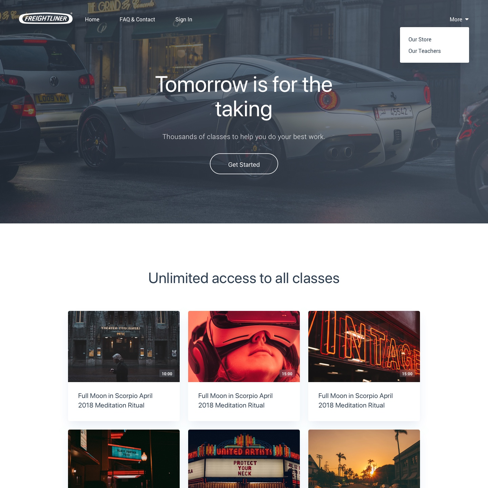 FREIGHTLINER
Home
FAQ & Contact
Sign In
More
Our Store
Our Teachers
Tomorrow is for the
taking
Thousands of classes to help you do your best work.
Get Started
Unlimited access to all classes
15:00
15:00
VINTAGE
15:00
Full Moon in Scorpio April
2018 Meditation Ritual
Full Moon in Scorpio April
2018 Meditation Ritual
Full Moon in Scorpio April
2018 Meditation Ritual
UNITED ARTISTS
PROTECT
YOUR
NECK